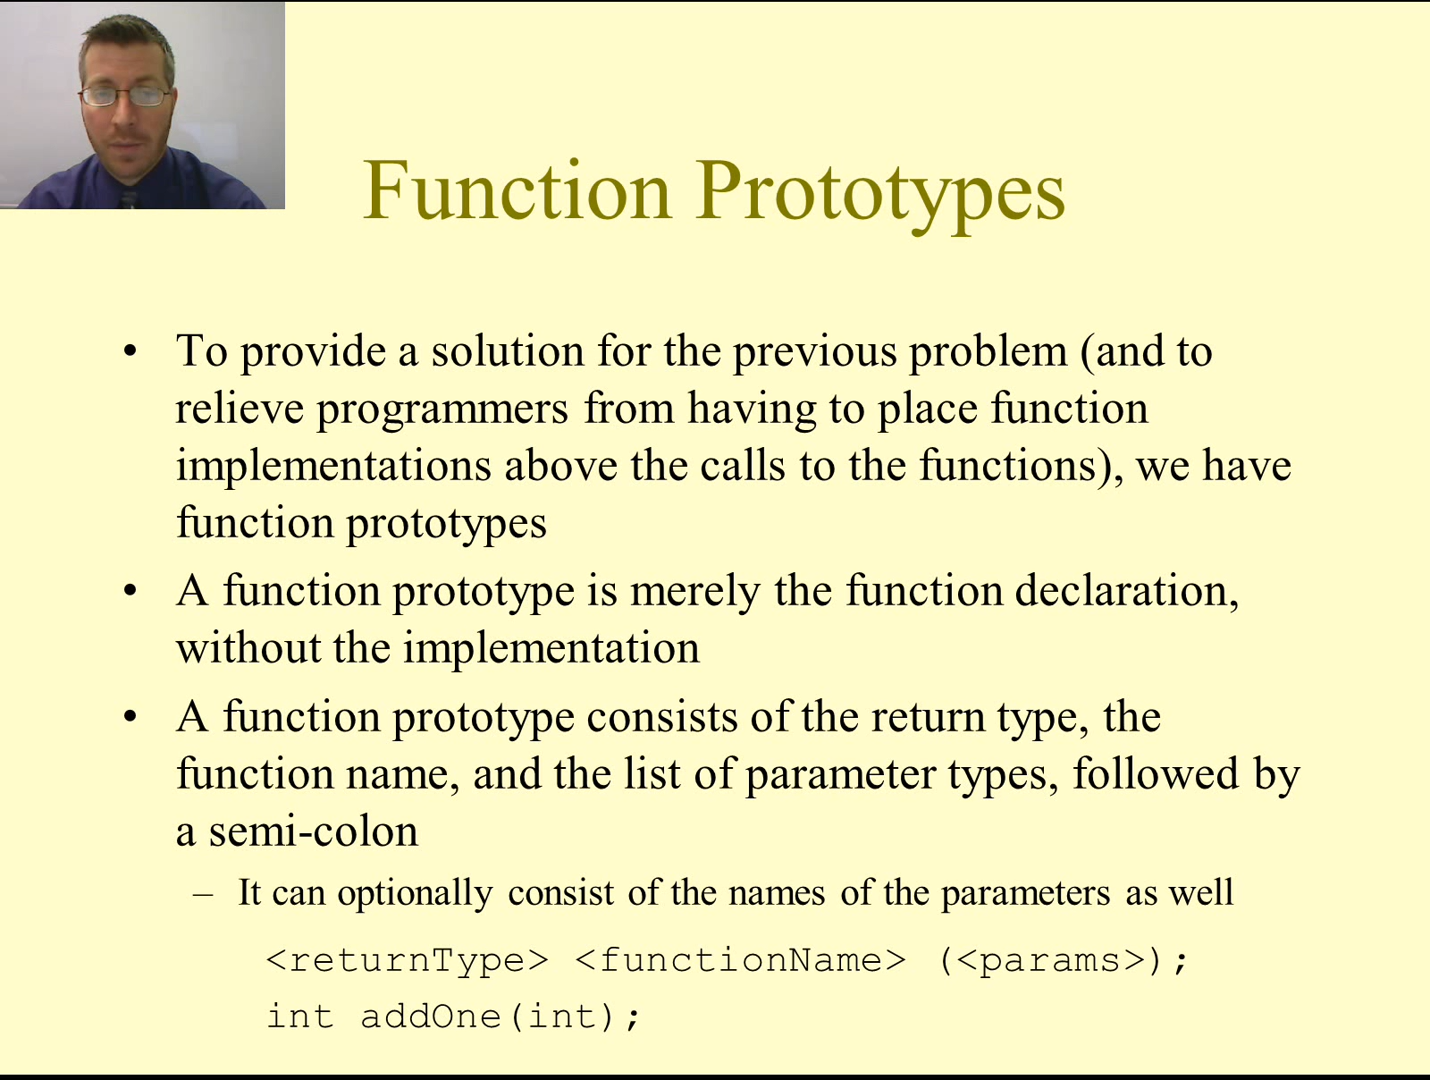 Function Prototypes
• To provide a solution for the previous problem (and to
relieve programmers from having to place function
implementations above the calls to the functions), we have
function prototypes
• A function prototype is merely the function declaration,
without the implementation
• A function prototype consists of the return type, the
function name, and the list of parameter types, followed by
a semi-colon
– It can optionally consist of the names of the parameters as well
<returnType> <functionName> (<params>);
int addOne(int);